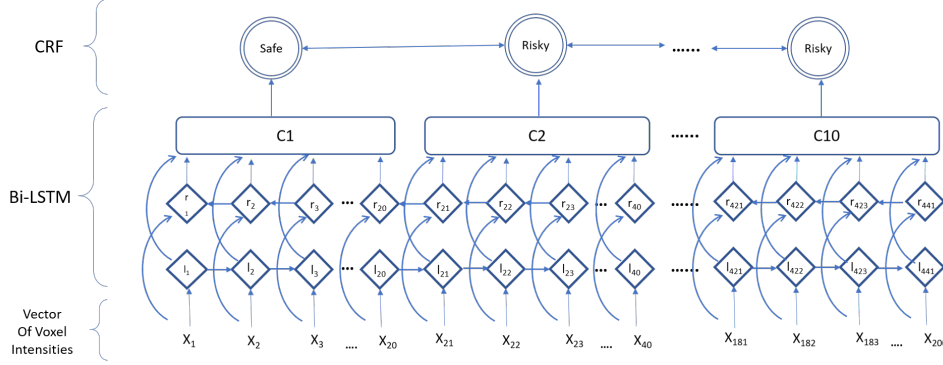 CRF
Safe
Risky
......
Risky
C1
C2
......
C10
Bi-LSTM
r1 r2 r3 ... r20 r21 r22 r23 ... r40 ...... r421 r422 r423 r441
l1 l2 l3 ... l20 l21 l22 l23 ... l40 ...... l421 l422 l423 l441
Vector
Of Voxel
Intensities
X1 X2 X3 .... X20 X21 X22 X23 .... X40 X181 X182 X183 ....